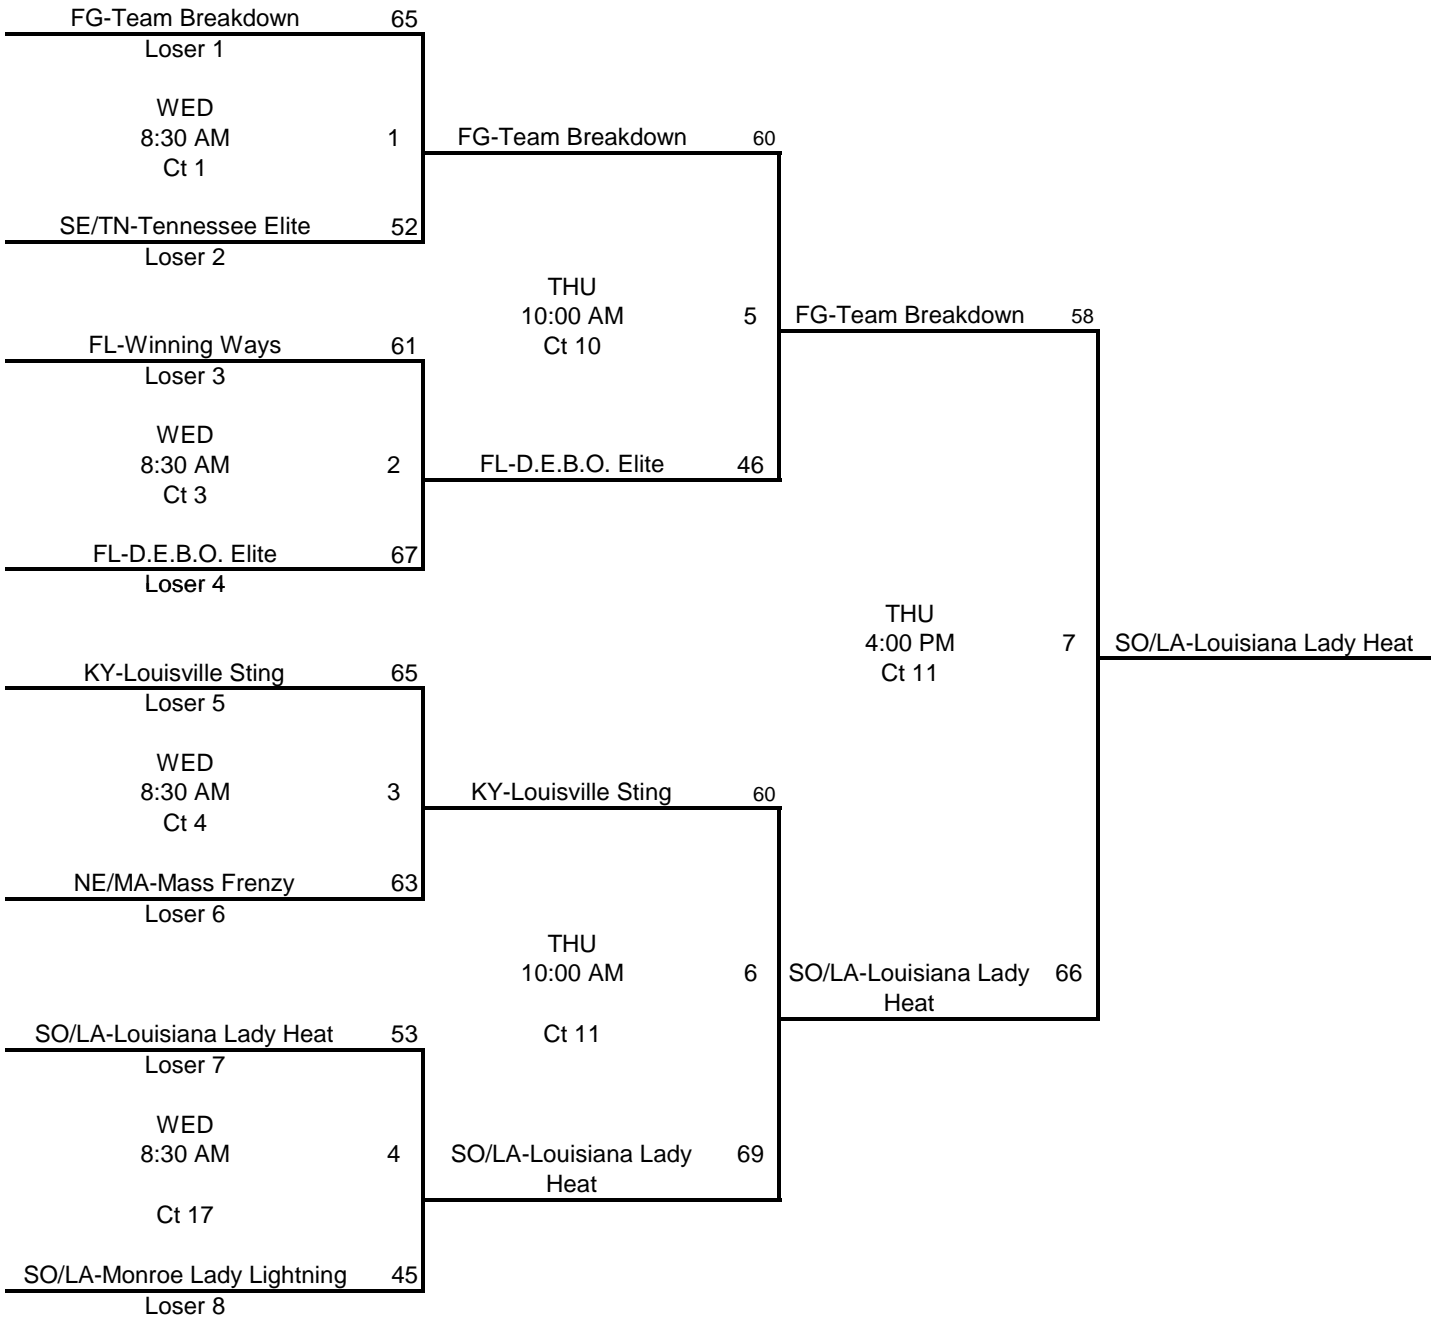 FG-Team Breakdown 65
Loser 1
WED
8:30 AM 1
Ct 1
SE/TN-Tennessee Elite 52
Loser 2
FL-Winning Ways 61
Loser 3
WED
8:30 AM 2
Ct 3
FL-D.E.B.O. Elite 67
Loser 4
KY-Louisville Sting 65
Loser 5
WED
8:30 AM 3
Ct 4
NE/MA-Mass Frenzy 63
Loser 6
SO/LA-Louisiana Lady Heat 53
Loser 7
WED
8:30 AM 4
Ct 17
SO/LA-Monroe Lady Lightning 45
Loser 8
FG-Team Breakdown 60
THU
10:00 AM 5
Ct 10
FL-D.E.B.O. Elite 46
KY-Louisville Sting 60
THU
10:00 AM 6
Ct 11
SO/LA-Louisiana Lady 69
Heat
FG-Team Breakdown 58
THU
4:00 PM 7
Ct 11
SO/LA-Louisiana Lady 66
Heat
SO/LA-Louisiana Lady Heat